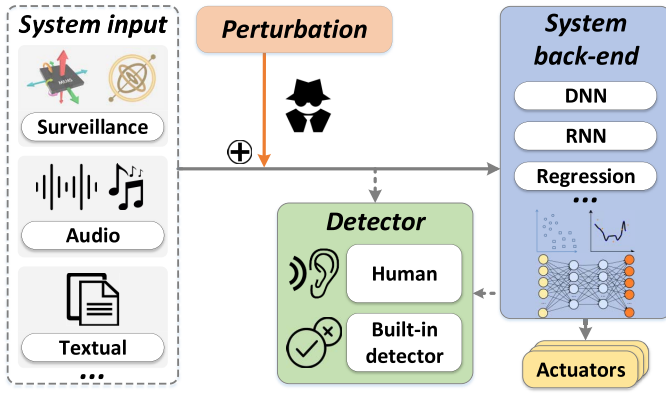 System input
Surveillance
Audio
Textual
...
Perturbation
+
Detector
Human
Built-in
detector
System
back-end
DNN
RNN
Regression
...
Actuators